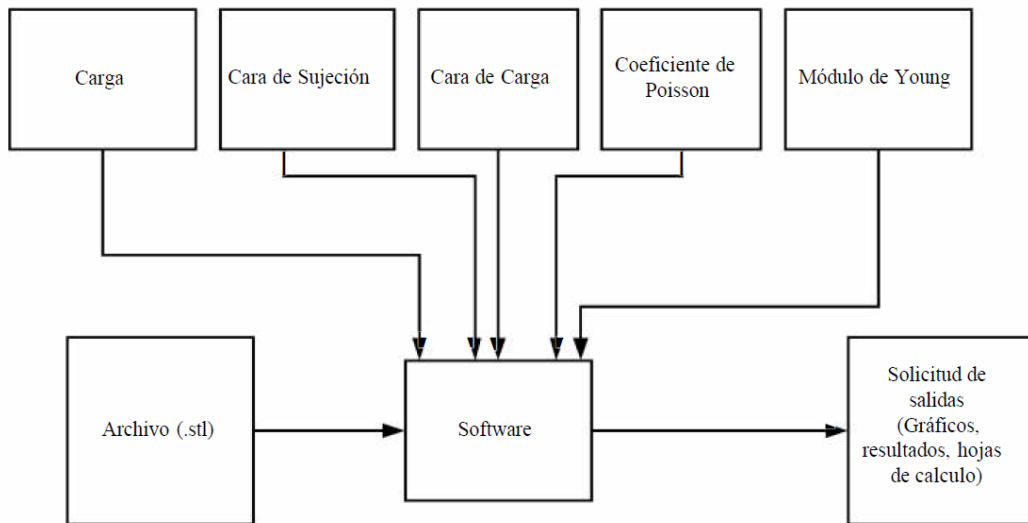 Carga
Cara de Sujeción
Cara de Carga
Coeficiente de
Poisson
Módulo de Young
Archivo (.stl)
Software
Solicitud de
salidas
(Gráficos,
resultados, hojas
de calculo)